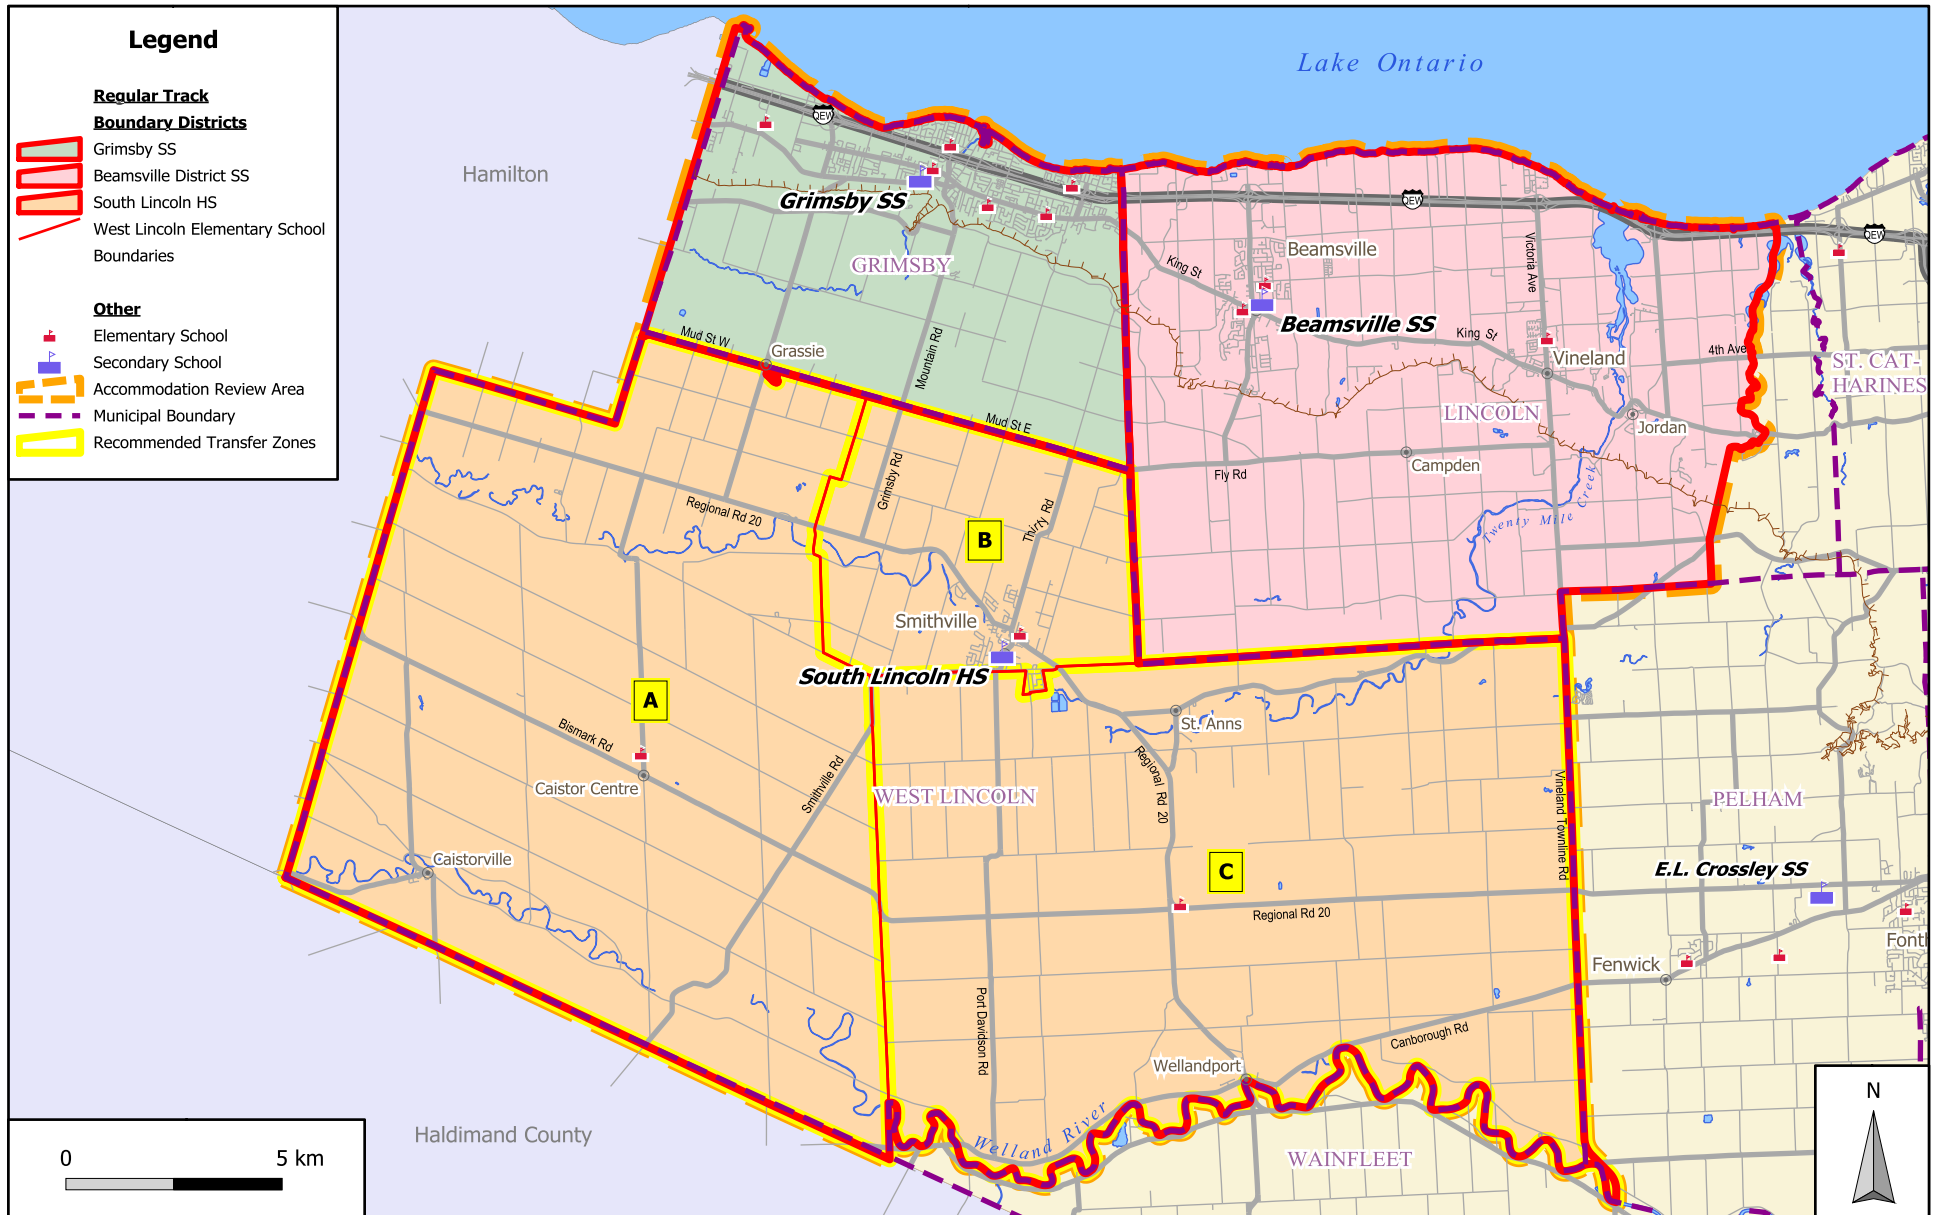 Legend
Regular Track
Boundary Districts
Grimsby SS
Beamsville District SS
South Lincoln HS
West Lincoln Elementary School
Boundaries
Other
Elementary School
Secondary School
Accommodation Review Area
Municipal Boundary
Recommended Transfer Zones
Lake Ontario
Hamilton
QEW
QEW
QEW
Grimsby SS
GRIMSBY
Beamsville
King St
Victoria Ave
Beamsville SS
King St
4th Ave
Vineland
ST. CAT-
HARINES
Mud St W
Grassie
Mountain Rd
Mud St E
LINCOLN
Jordan
Campden
Fly Rd
Grimsby Rd
Regional Rd 20
Thirty Rd
B
Twenty Mile Creek
Smithville
South Lincoln HS
A
St. Anns
Bismark Rd
Caistor Centre
Smithville Rd
Regional Rd 20
WEST LINCOLN
Vineland Townline Rd
PELHAM
Caistorville
C
E.L. Crossley SS
Regional Rd 20
Font
Fenwick
Port Davidson Rd
Canborough Rd
Wellandport
Welland River
Haldimand County
WAINFLEET
0
5 km
N